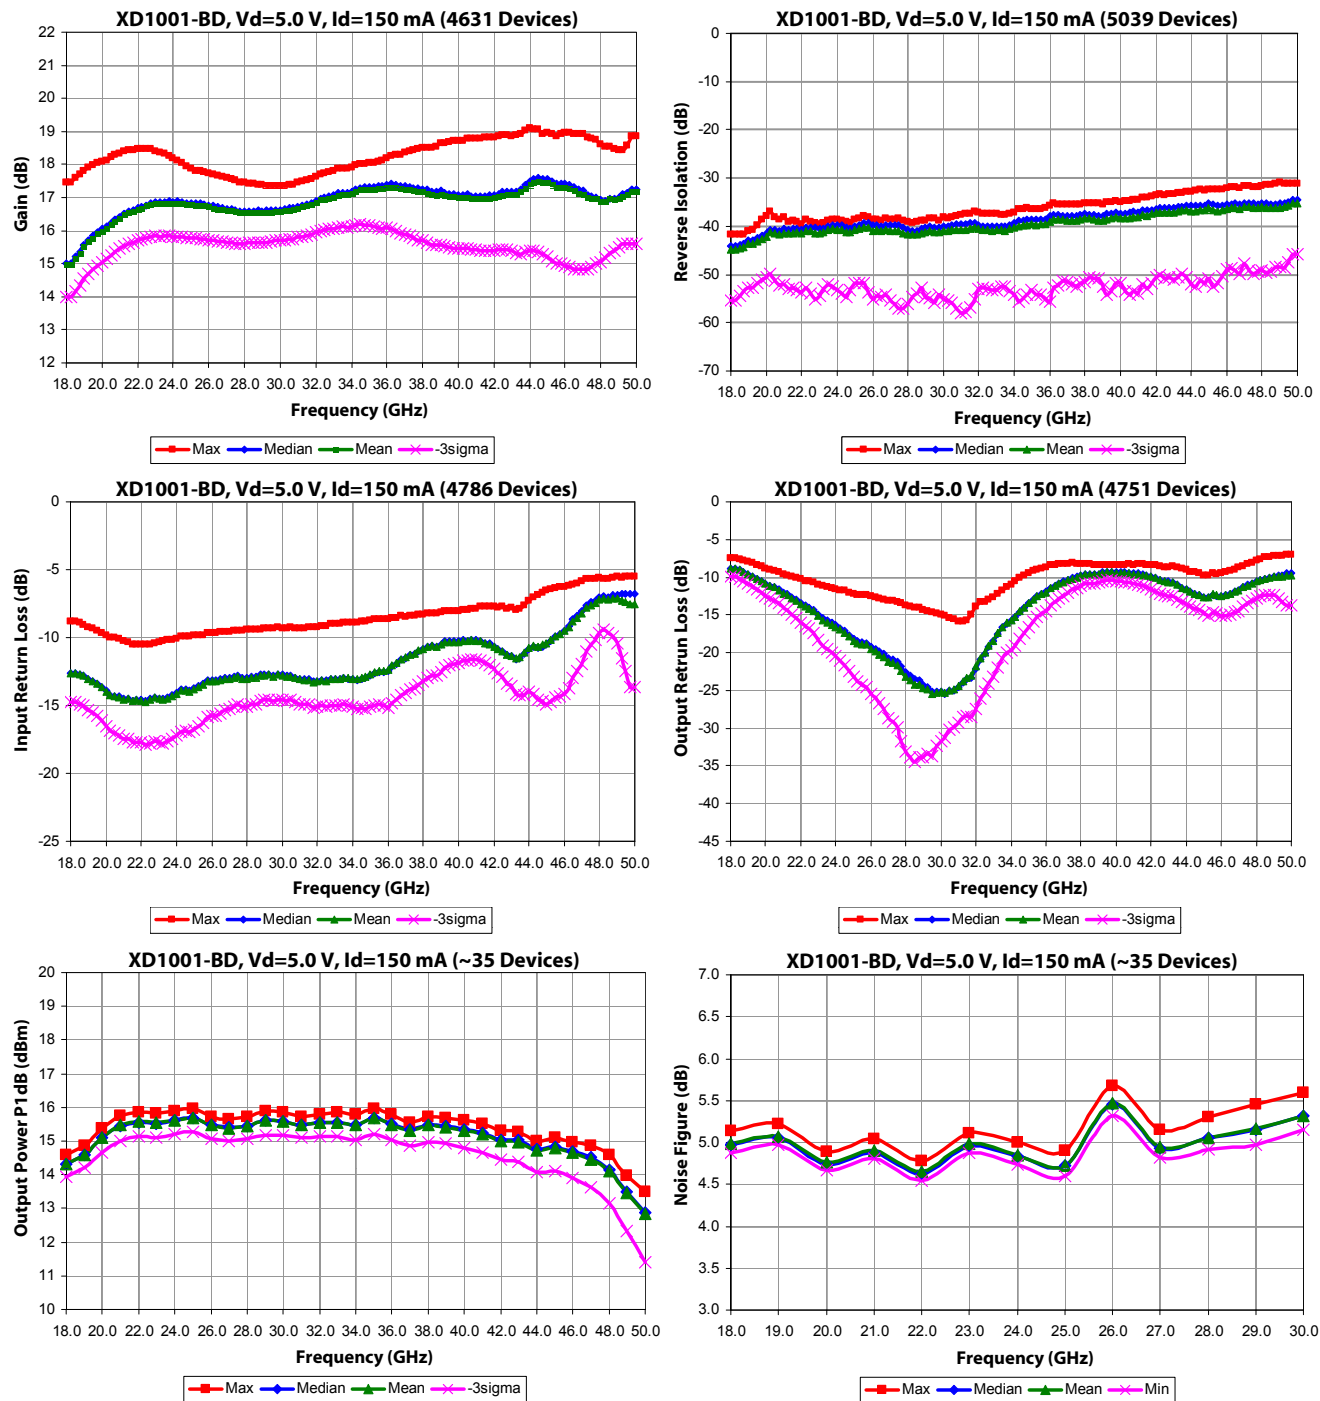 XD1001-BD, Vd=5.0 V, Id=150 mA (4631 Devices)
Gain (dB)
22
21
20
19
18
17
16
15
14
13
12
18.0 20.0 22.0 24.0 26.0 28.0 30.0 32.0 34.0 36.0 38.0 40.0 42.0 44.0 46.0 48.0 50.0
Frequency (GHz)
Max Median Mean -3sigma
XD1001-BD, Vd=5.0 V, Id=150 mA (5039 Devices)
Reverse Isolation (dB)
0
-10
-20
-30
-40
-50
-60
-70
18.0 20.0 22.0 24.0 26.0 28.0 30.0 32.0 34.0 36.0 38.0 40.0 42.0 44.0 46.0 48.0 50.0
Frequency (GHz)
Max Median Mean -3sigma
XD1001-BD, Vd=5.0 V, Id=150 mA (4786 Devices)
Input Return Loss (dB)
0
-5
-10
-15
-20
-25
18.0 20.0 22.0 24.0 26.0 28.0 30.0 32.0 34.0 36.0 38.0 40.0 42.0 44.0 46.0 48.0 50.0
Frequency (GHz)
Max Median Mean -3sigma
XD1001-BD, Vd=5.0 V, Id=150 mA (4751 Devices)
Output Retrun Loss (dB)
0
-5
-10
-15
-20
-25
-30
-35
-40
-45
18.0 20.0 22.0 24.0 26.0 28.0 30.0 32.0 34.0 36.0 38.0 40.0 42.0 44.0 46.0 48.0 50.0
Frequency (GHz)
Max Median Mean -3sigma
XD1001-BD, Vd=5.0 V, Id=150 mA (~35 Devices)
Output Power P1dB (dBm)
20
19
18
17
16
15
14
13
12
11
10
18.0 20.0 22.0 24.0 26.0 28.0 30.0 32.0 34.0 36.0 38.0 40.0 42.0 44.0 46.0 48.0 50.0
Frequency (GHz)
Max Median Mean -3sigma
XD1001-BD, Vd=5.0 V, Id=150 mA (~35 Devices)
Noise Figure (dB)
7.0
6.5
6.0
5.5
5.0
4.5
4.0
3.5
3.0
18.0 19.0 20.0 21.0 22.0 23.0 24.0 25.0 26.0 27.0 28.0 29.0 30.0
Frequency (GHz)
Max Median Mean Min